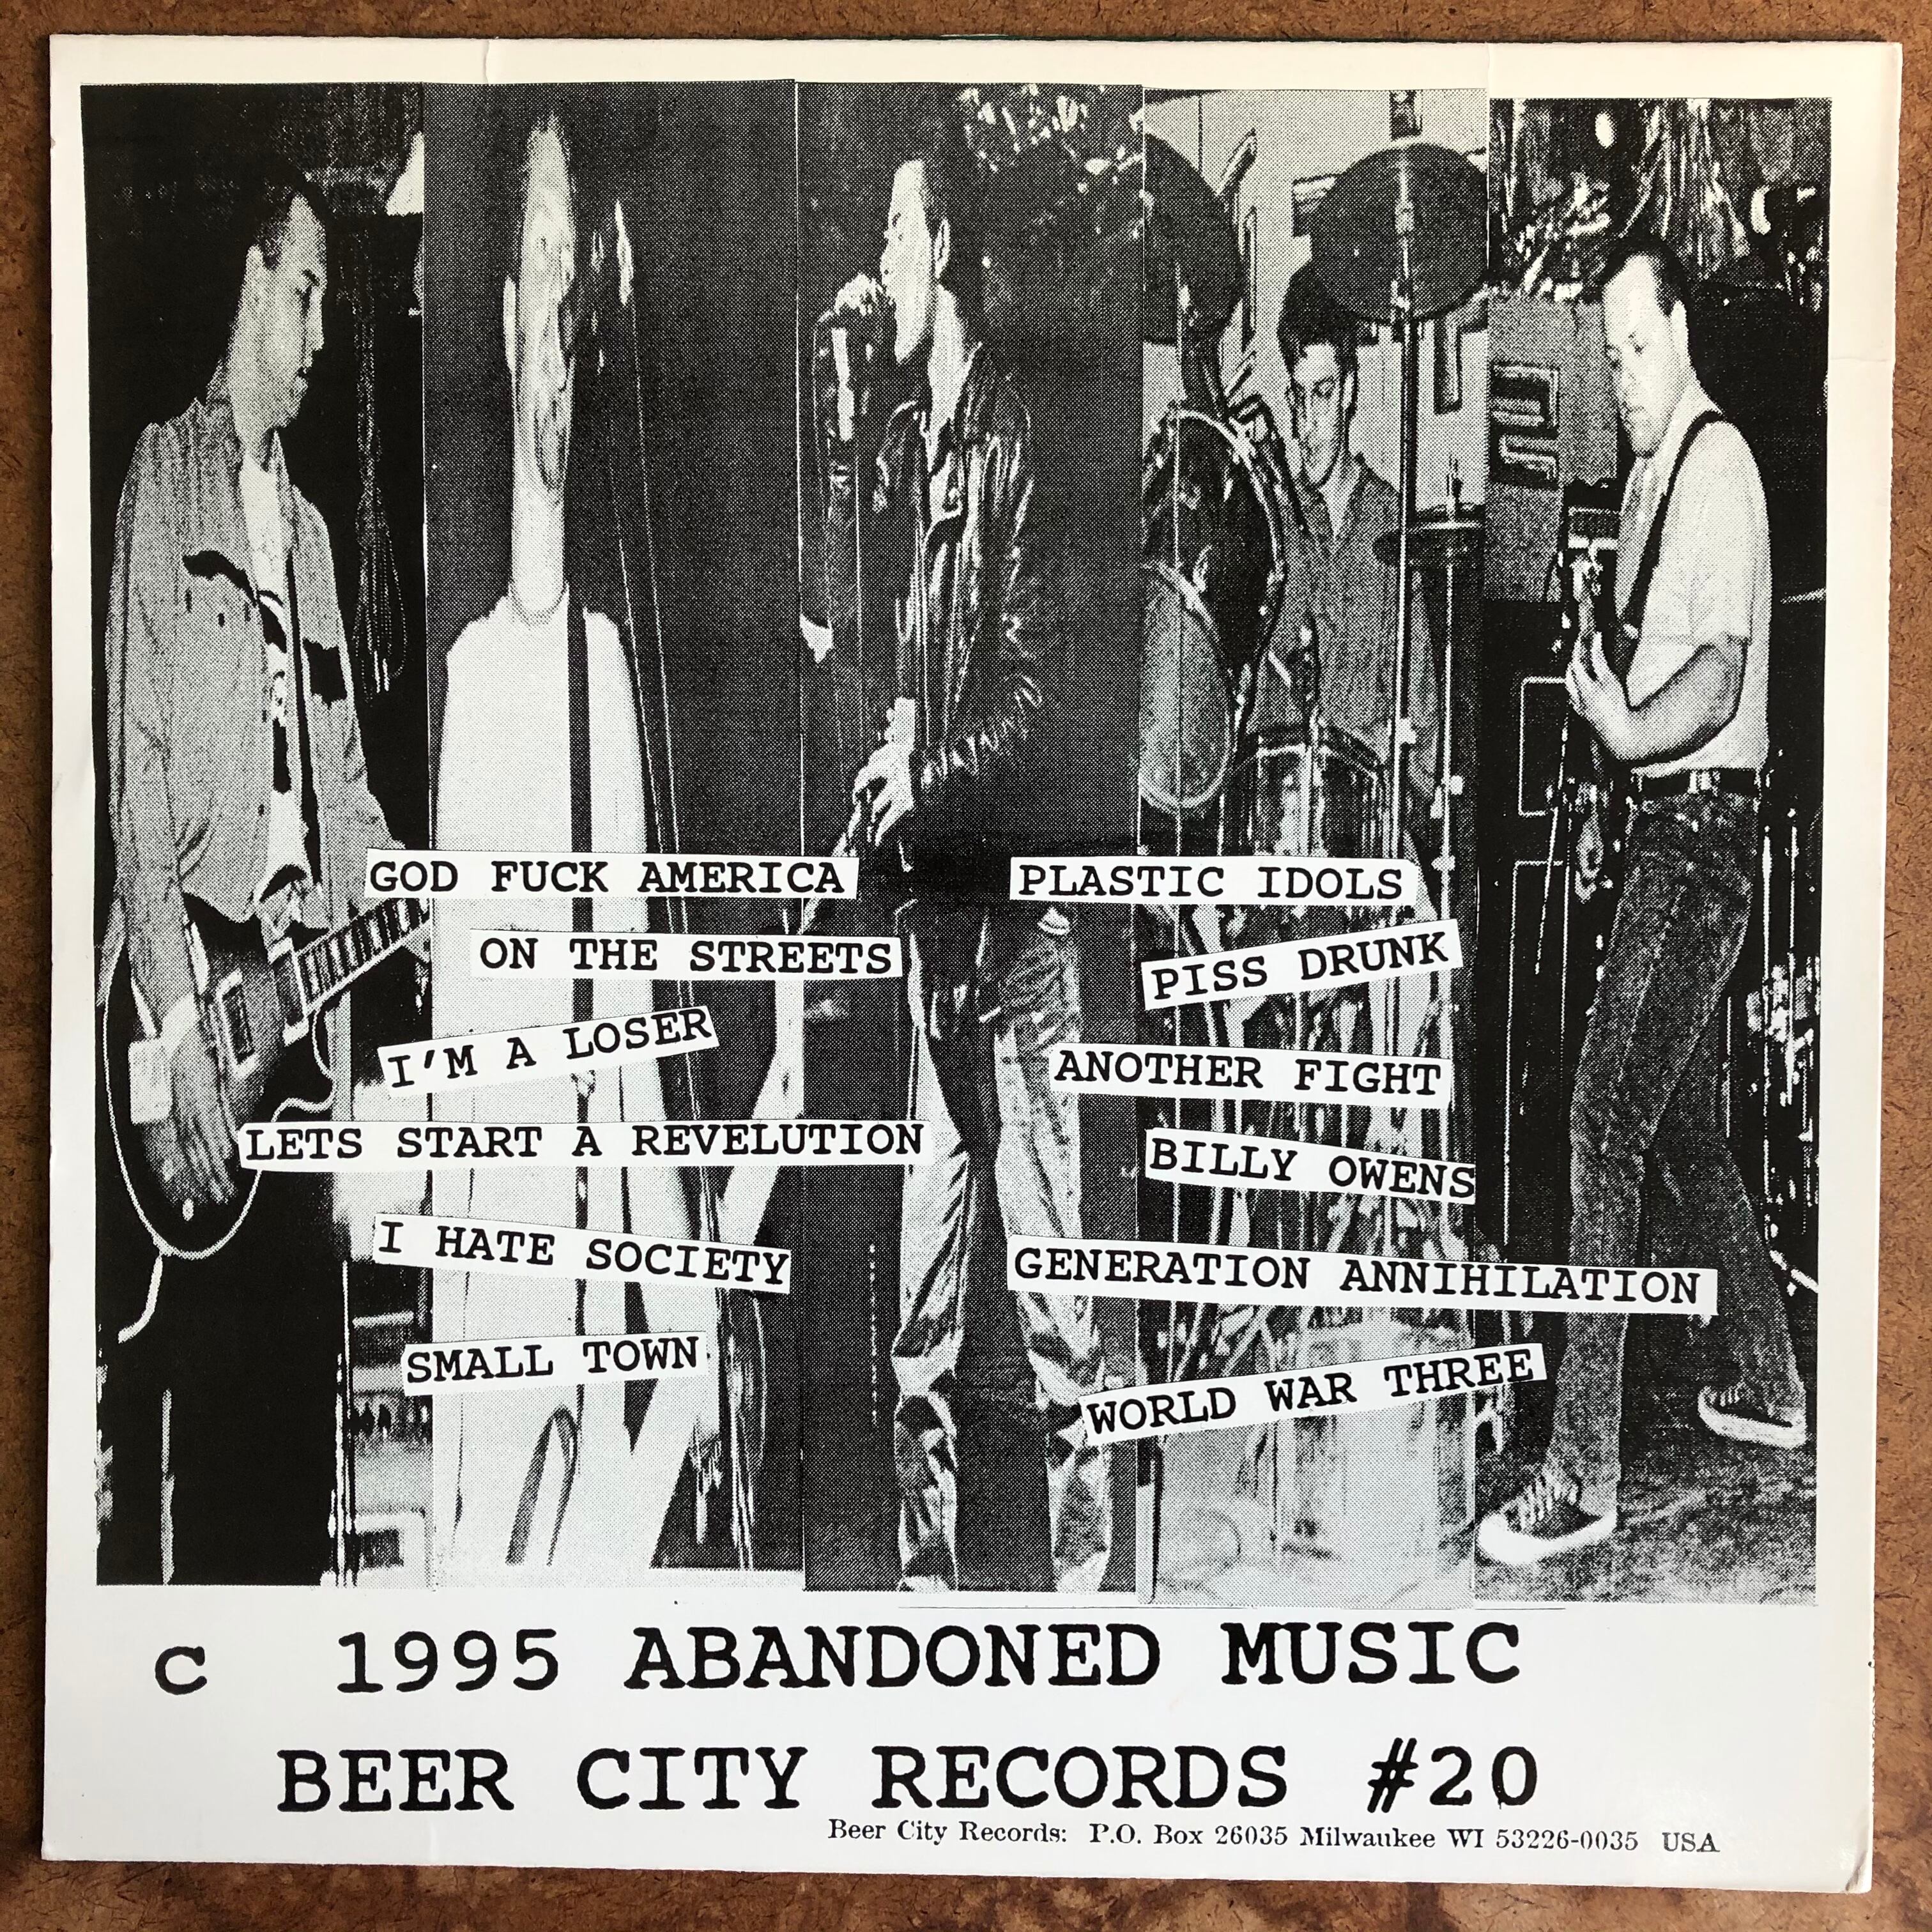 GOD FUCK AMERICA
ON THE STREETS
I'M A LOSER
LETS START A REVELUTION
I HATE SOCIETY
SMALL TOWN
PLASTIC IDOLS
PISS DRUNK
ANOTHER FIGHT
BILLY OWENS
GENERATION ANNIHILATION
WORLD WAR THREE
c 1995 ABANDONED MUSIC
BEER CITY RECORDS #20
Beer City Records: P.O. Box 26035 Milwaukee WI 53226-0035 USA